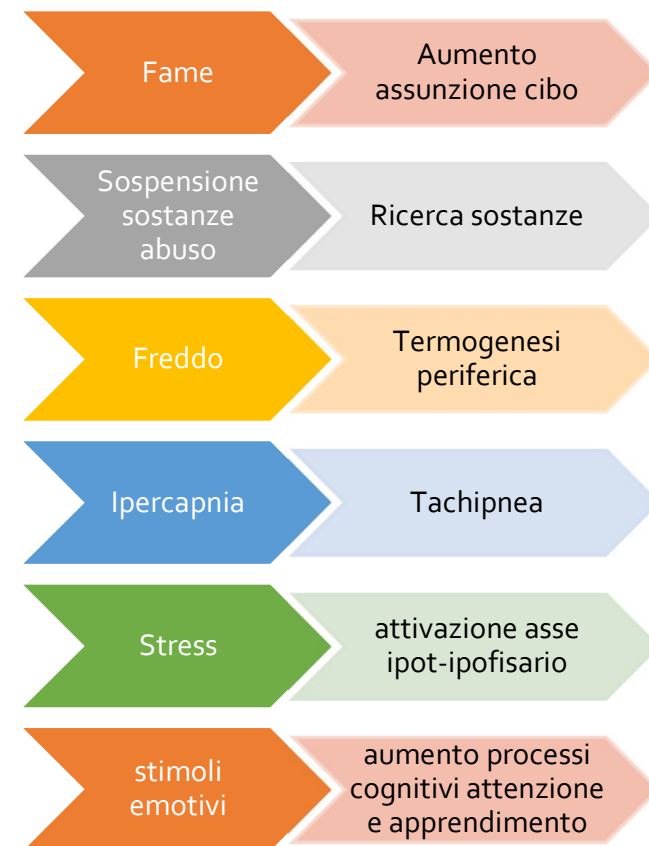 Fame
Aumento
assunzione cibo
Sospensione
sostanze
abuso
Ricerca sostanze
Freddo
Termogenesi
periferica
Ipercapnia
Tachipnea
Stress
attivazione asse
ipot-ipofisario
stimoli
emotivi
aumento processi
cognitivi attenzione
e apprendimento